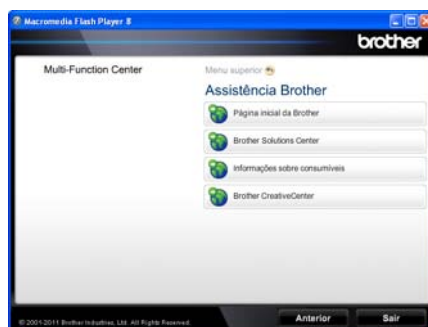 Macromedia Flash Player 8
brother
Multi-Function Center
Menu superior
Assistência Brother
Página inicial da Brother
Brother Solutions Center
Informações sobre consumíveis
Brother CreativeCenter
© 2001-2011 Brother Industries, Ltd. All Rights Reserved.
Anterior
Sair